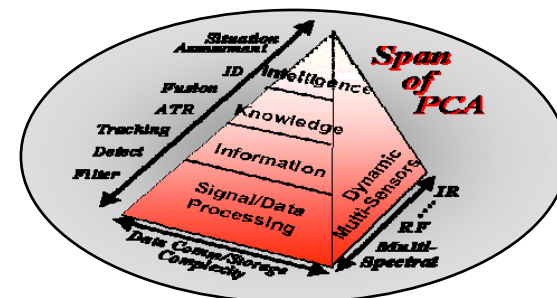 Situation
Assessment
ID
Fusion
ATR
Tracking
Detect
Filter
Intelligence
Knowledge
Information
Signal/Data
Processing
Dynamic
Multi-Sensors
Span
of
PCA
IR
....
RF
Multi-
Spectral
Data Comm/Storage
Complexity